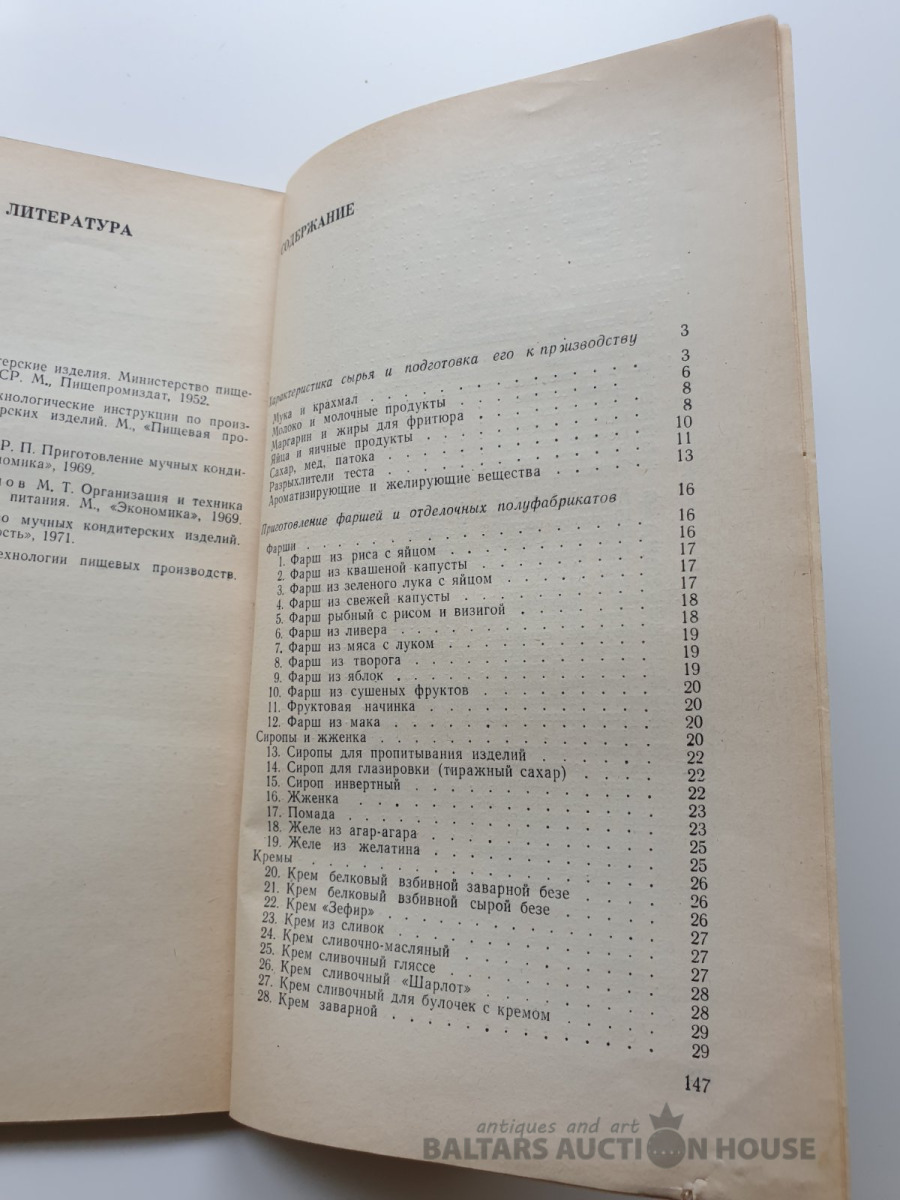 ЛИТЕРАТУРА
терские изделия. Министерство пище-
СР. М., Пищепромиздат, 1952.
хнологические инструкции по произ-
рских изделий. М., «Пищевая про-
Р. П. Приготовление мучных конди-
ономика», 1969.
нов М. Т. Организация и техника
питания. М., «Экономика», 1969.
о мучных кондитерских изделий.
ость», 1971.
ехнологии пищевых производств.
СОДЕРЖАНИЕ
Характеристика сырья и подготовка его к производству 3
Мука и крахмал 3
Молоко и молочные продукты 6
Маргарин и жиры для фритюра 8
Яйца и яичные продукты 8
Сахар, мед, патока 10
Разрыхлители теста 11
Ароматизирующие и желирующие вещества 13
Приготовление фаршей и отделочных полуфабрикатов 16
Фарши 16
1. Фарш из риса с яйцом 16
2. Фарш из квашеной капусты 17
3. Фарш из зеленого лука с яйцом 17
4. Фарш из свежей капусты 17
5. Фарш рыбный с рисом и визигой 18
6. Фарш из ливера 18
7. Фарш из мяса с луком 19
8. Фарш из творога 19
9. Фарш из яблок 19
10. Фарш из сушеных фруктов 20
11. Фруктовая начинка 20
12. Фарш из мака 20
Сиропы и жженка 20
13. Сиропы для пропитывания изделий 22
14. Сироп для глазировки (тиражный сахар) 22
15. Сироп инвертный 22
16. Жженка 23
17. Помада 23
18. Желе из агар-агара 25
19. Желе из желатина 25
Кремы 26
20. Крем белковый взбивной заварной безе 26
21. Крем белковый взбивной сырой безе 26
22. Крем «Зефир» 27
23. Крем из сливок 27
24. Крем сливочно-масляный 27
25. Крем сливочный гляссе 28
26. Крем сливочный «Шарлот» 28
27. Крем сливочный для булочек с кремом 29
28. Крем заварной 29
147
antiques and art
BALTARS AUCTION HOUSE